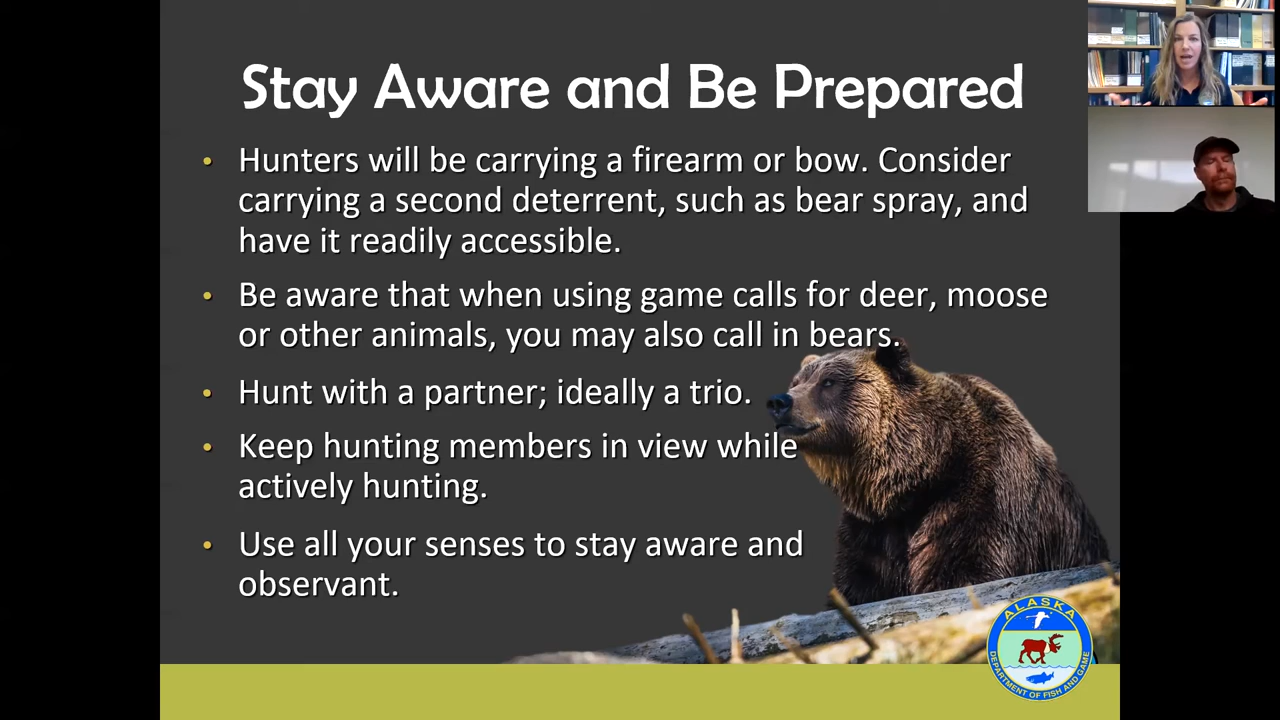 Stay Aware and Be Prepared
• Hunters will be carrying a firearm or bow. Consider
carrying a second deterrent, such as bear spray, and
have it readily accessible.
• Be aware that when using game calls for deer, moose
or other animals, you may also call in bears.
• Hunt with a partner; ideally a trio.
• Keep hunting members in view while
actively hunting.
• Use all your senses to stay aware and
observant.
ALASKA
DEPARTMENT OF FISH AND GAME